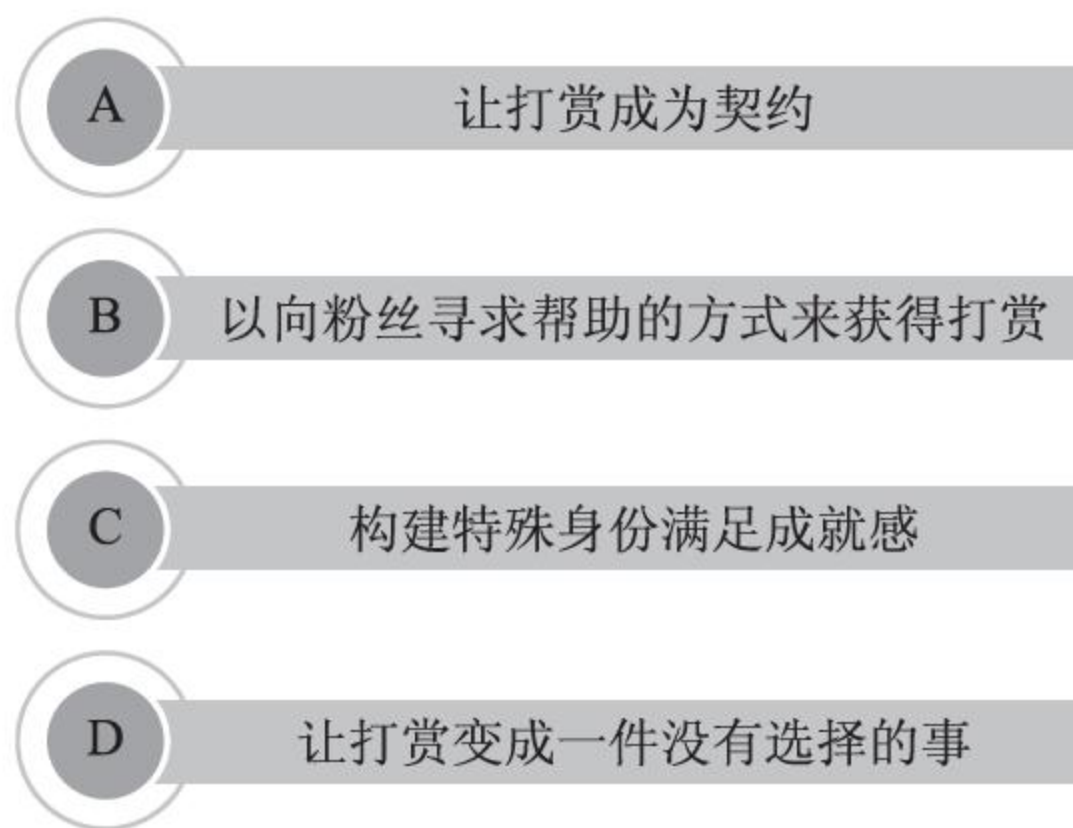 A 让打赏成为契约
B 以向粉丝寻求帮助的方式来获得打赏
C 构建特殊身份满足成就感
D 让打赏变成一件没有选择的事